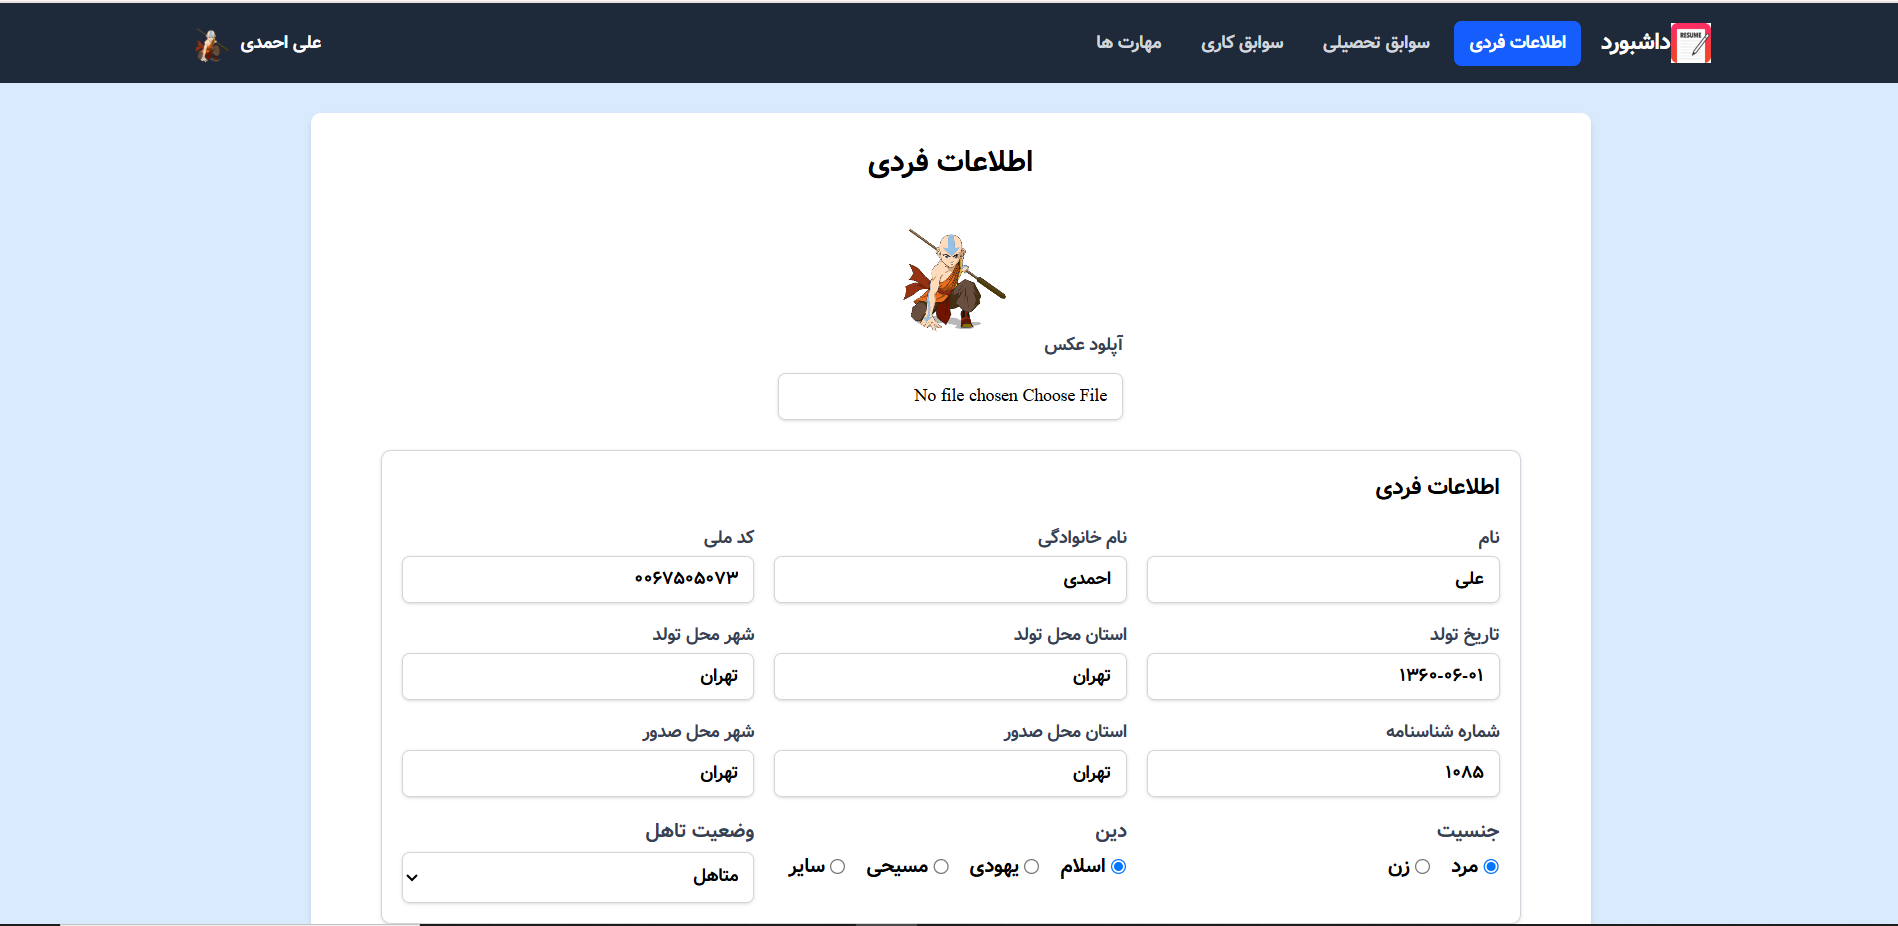 RESUME داشبورد اطلاعات فردی سوابق تحصیلی سوابق کاری مهارت ها علی احمدی
اطلاعات فردی
آپلود عکس
No file chosen Choose File
اطلاعات فردی
نام نام خانوادگی کد ملی
علی احمدی ۰۰۶۷۵۰۵۰۷۳
تاریخ تولد استان محل تولد شهر محل تولد
۱۳۶۰-۰۶-۰۱ تهران تهران
شماره شناسنامه استان محل صدور شهر محل صدور
۱۰۸۵ تهران تهران
جنسیت دین وضعیت تاهل
مرد زن اسلام یهودی مسیحی سایر متاهل